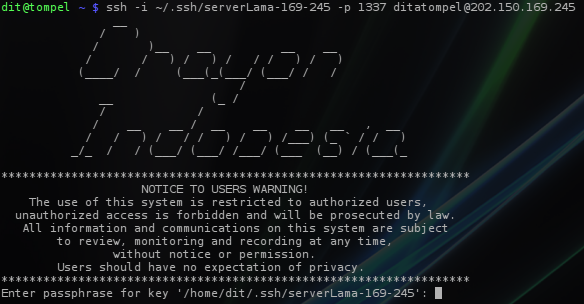 dit@tompel ~ $ ssh -i ~/.ssh/serverLama-169-245 -p 1337 ditatompel@202.150.169.245
*******************************************************************
NOTICE TO USERS WARNING!
The use of this system is restricted to authorized users,
unauthorized access is forbidden and will be prosecuted by law.
All information and communications on this system are subject
to review, monitoring and recording at any time,
without notice or permission.
Users should have no expectation of privacy.
*******************************************************************
Enter passphrase for key '/home/dit/.ssh/serverLama-169-245':